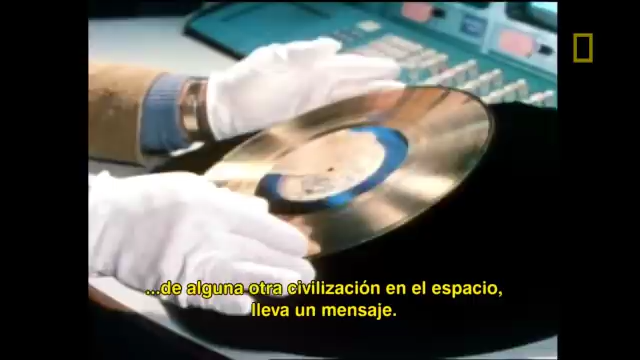 ...de alguna otra civilización en el espacio,
lleva un mensaje.